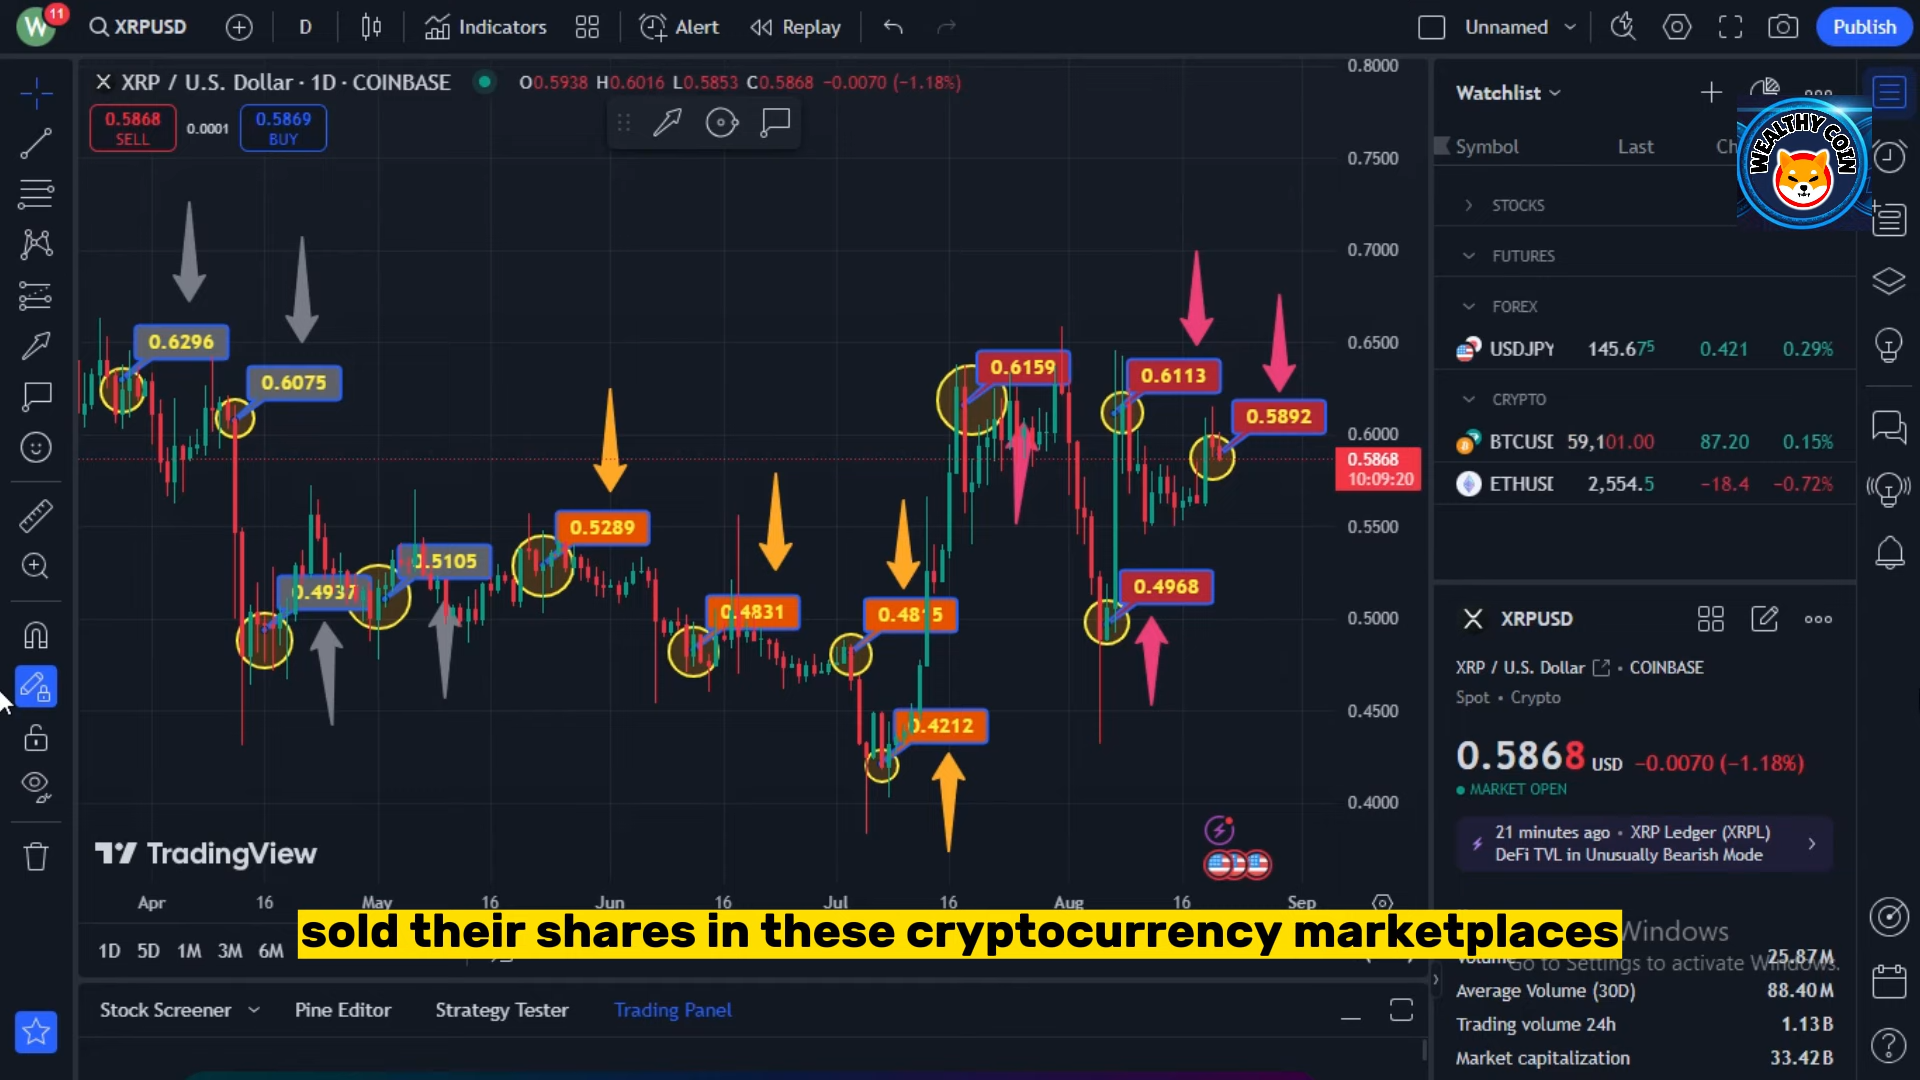 W
11
XRPUSD
D
Indicators
Alert
Replay
Unnamed
Publish
XRP / U.S. Dollar · 1D · COINBASE
O0.5938 H0.6016 L0.5853 C0.5868 −0.0070 (−1.18%)
0.5868
SELL
0.0001
0.5869
BUY
0.8000
0.7500
0.7000
0.6500
0.6000
0.5868
10:09:20
0.5500
0.5000
0.4500
0.4000
0.6296
0.6075
0.4937
0.5105
0.5289
0.4831
0.4815
0.4212
0.6159
0.6113
0.4968
0.5892
TradingView
Apr 16 May 16 Jun 16 Jul 16 Aug 16 Sep
sold their shares in these cryptocurrency marketplaces
1D 5D 1M 3M 6M
Stock Screener
Pine Editor
Strategy Tester
Trading Panel
Watchlist
WEALTHY COIN
Symbol Last Ch
STOCKS
FUTURES
FOREX
USDJPY 145.675 0.421 0.29%
CRYPTO
BTCUSD 59,101.00 87.20 0.15%
ETHUSD 2,554.5 −18.4 −0.72%
XRPUSD
XRP / U.S. Dollar • COINBASE
Spot • Crypto
0.5868 USD −0.0070 (−1.18%)
MARKET OPEN
21 minutes ago • XRP Ledger (XRPL)
DeFi TVL in Unusually Bearish Mode
Windows
Go to Settings to activate Windows.
Volume 25.87M
Average Volume (30D) 88.40M
Trading volume 24h 1.13B
Market capitalization 33.42B